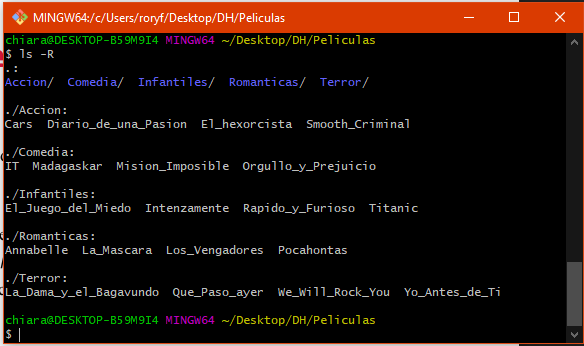 MINGW64:/c/Users/roryf/Desktop/DH/Peliculas
chiara@DESKTOP-B59M9I4 MINGW64 ~/Desktop/DH/Peliculas
$ ls -R
.:
Accion/  Comedia/  Infantiles/  Romanticas/  Terror/
./Accion:
Cars  Diario_de_una_Pasion  El_hexorcista  Smooth_Criminal
./Comedia:
IT  Madagaskar  Mision_Imposible  Orgullo_y_Prejuicio
./Infantiles:
El_Juego_del_Miedo  Intenzamente  Rapido_y_Furioso  Titanic
./Romanticas:
Annabelle  La_Mascara  Los_Vengadores  Pocahontas
./Terror:
La_Dama_y_el_Bagavundo  Que_Paso_ayer  We_Will_Rock_You  Yo_Antes_de_Ti
chiara@DESKTOP-B59M9I4 MINGW64 ~/Desktop/DH/Peliculas
$